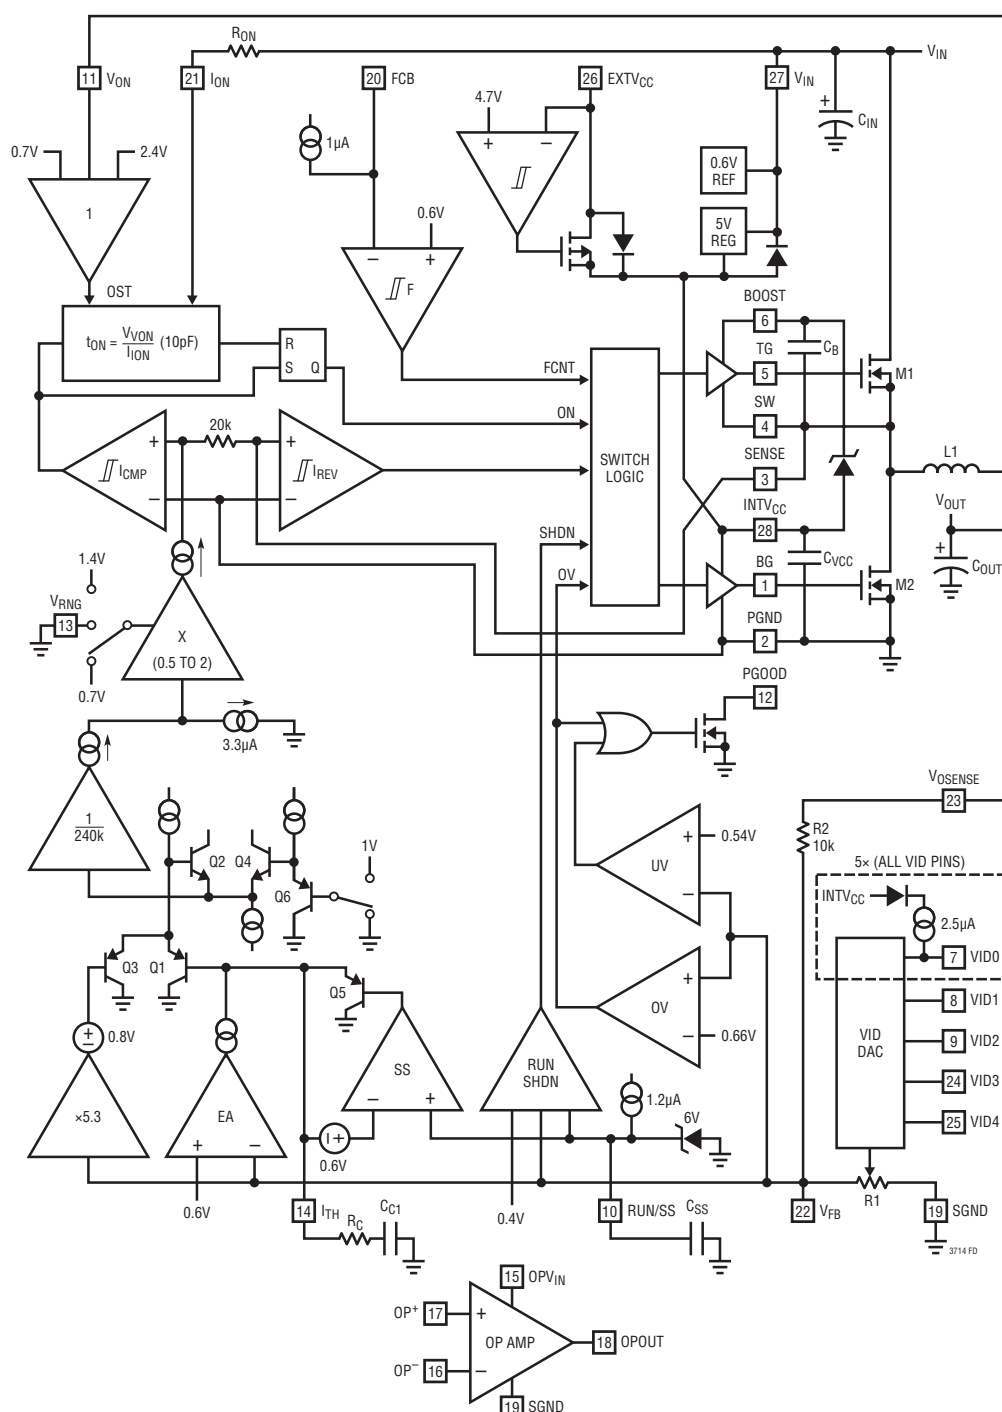 RON
VIN
11 VON
21 ION
20 FCB
26 EXTVCC
27 VIN
+
CIN
4.7V
1µA
0.7V
2.4V
+ −
0.6V
REF
1
0.6V
5V
REG
− +
F
OST
BOOST
tON = VVON/IION (10pF)
6
TG
CB
R
S Q
FCNT
5
M1
SW
ON
4
20k
L1
+
+
SENSE
ICMP
IREV
SWITCH
LOGIC
3
−
−
INTVCC
VOUT
SHDN
28
1.4V
BG
CVCC
+
COUT
OV
1
M2
VRNG
13
X
(0.5 TO 2)
PGND
2
0.7V
PGOOD
12
3.3µA
VOSENSE
23
1/240k
+ 0.54V
R2
10k
Q2 Q4
1V
UV
5× (ALL VID PINS)
Q6
−
INTVCC
2.5µA
7 VID0
Q3 Q1
+
8 VID1
Q5
OV
+
−
0.8V
− 0.66V
VID
DAC
9 VID2
SS
RUN
SHDN
24 VID3
×5.3
EA
− +
1.2µA
6V
25 VID4
+ −
+
0.6V
R1
0.6V
14 ITH
0.4V
10 RUN/SS
22 VFB
19 SGND
RC
CC1
CSS
3714 FD
15 OPVIN
OP+ 17
+
OP AMP
18 OPOUT
OP− 16
−
19 SGND